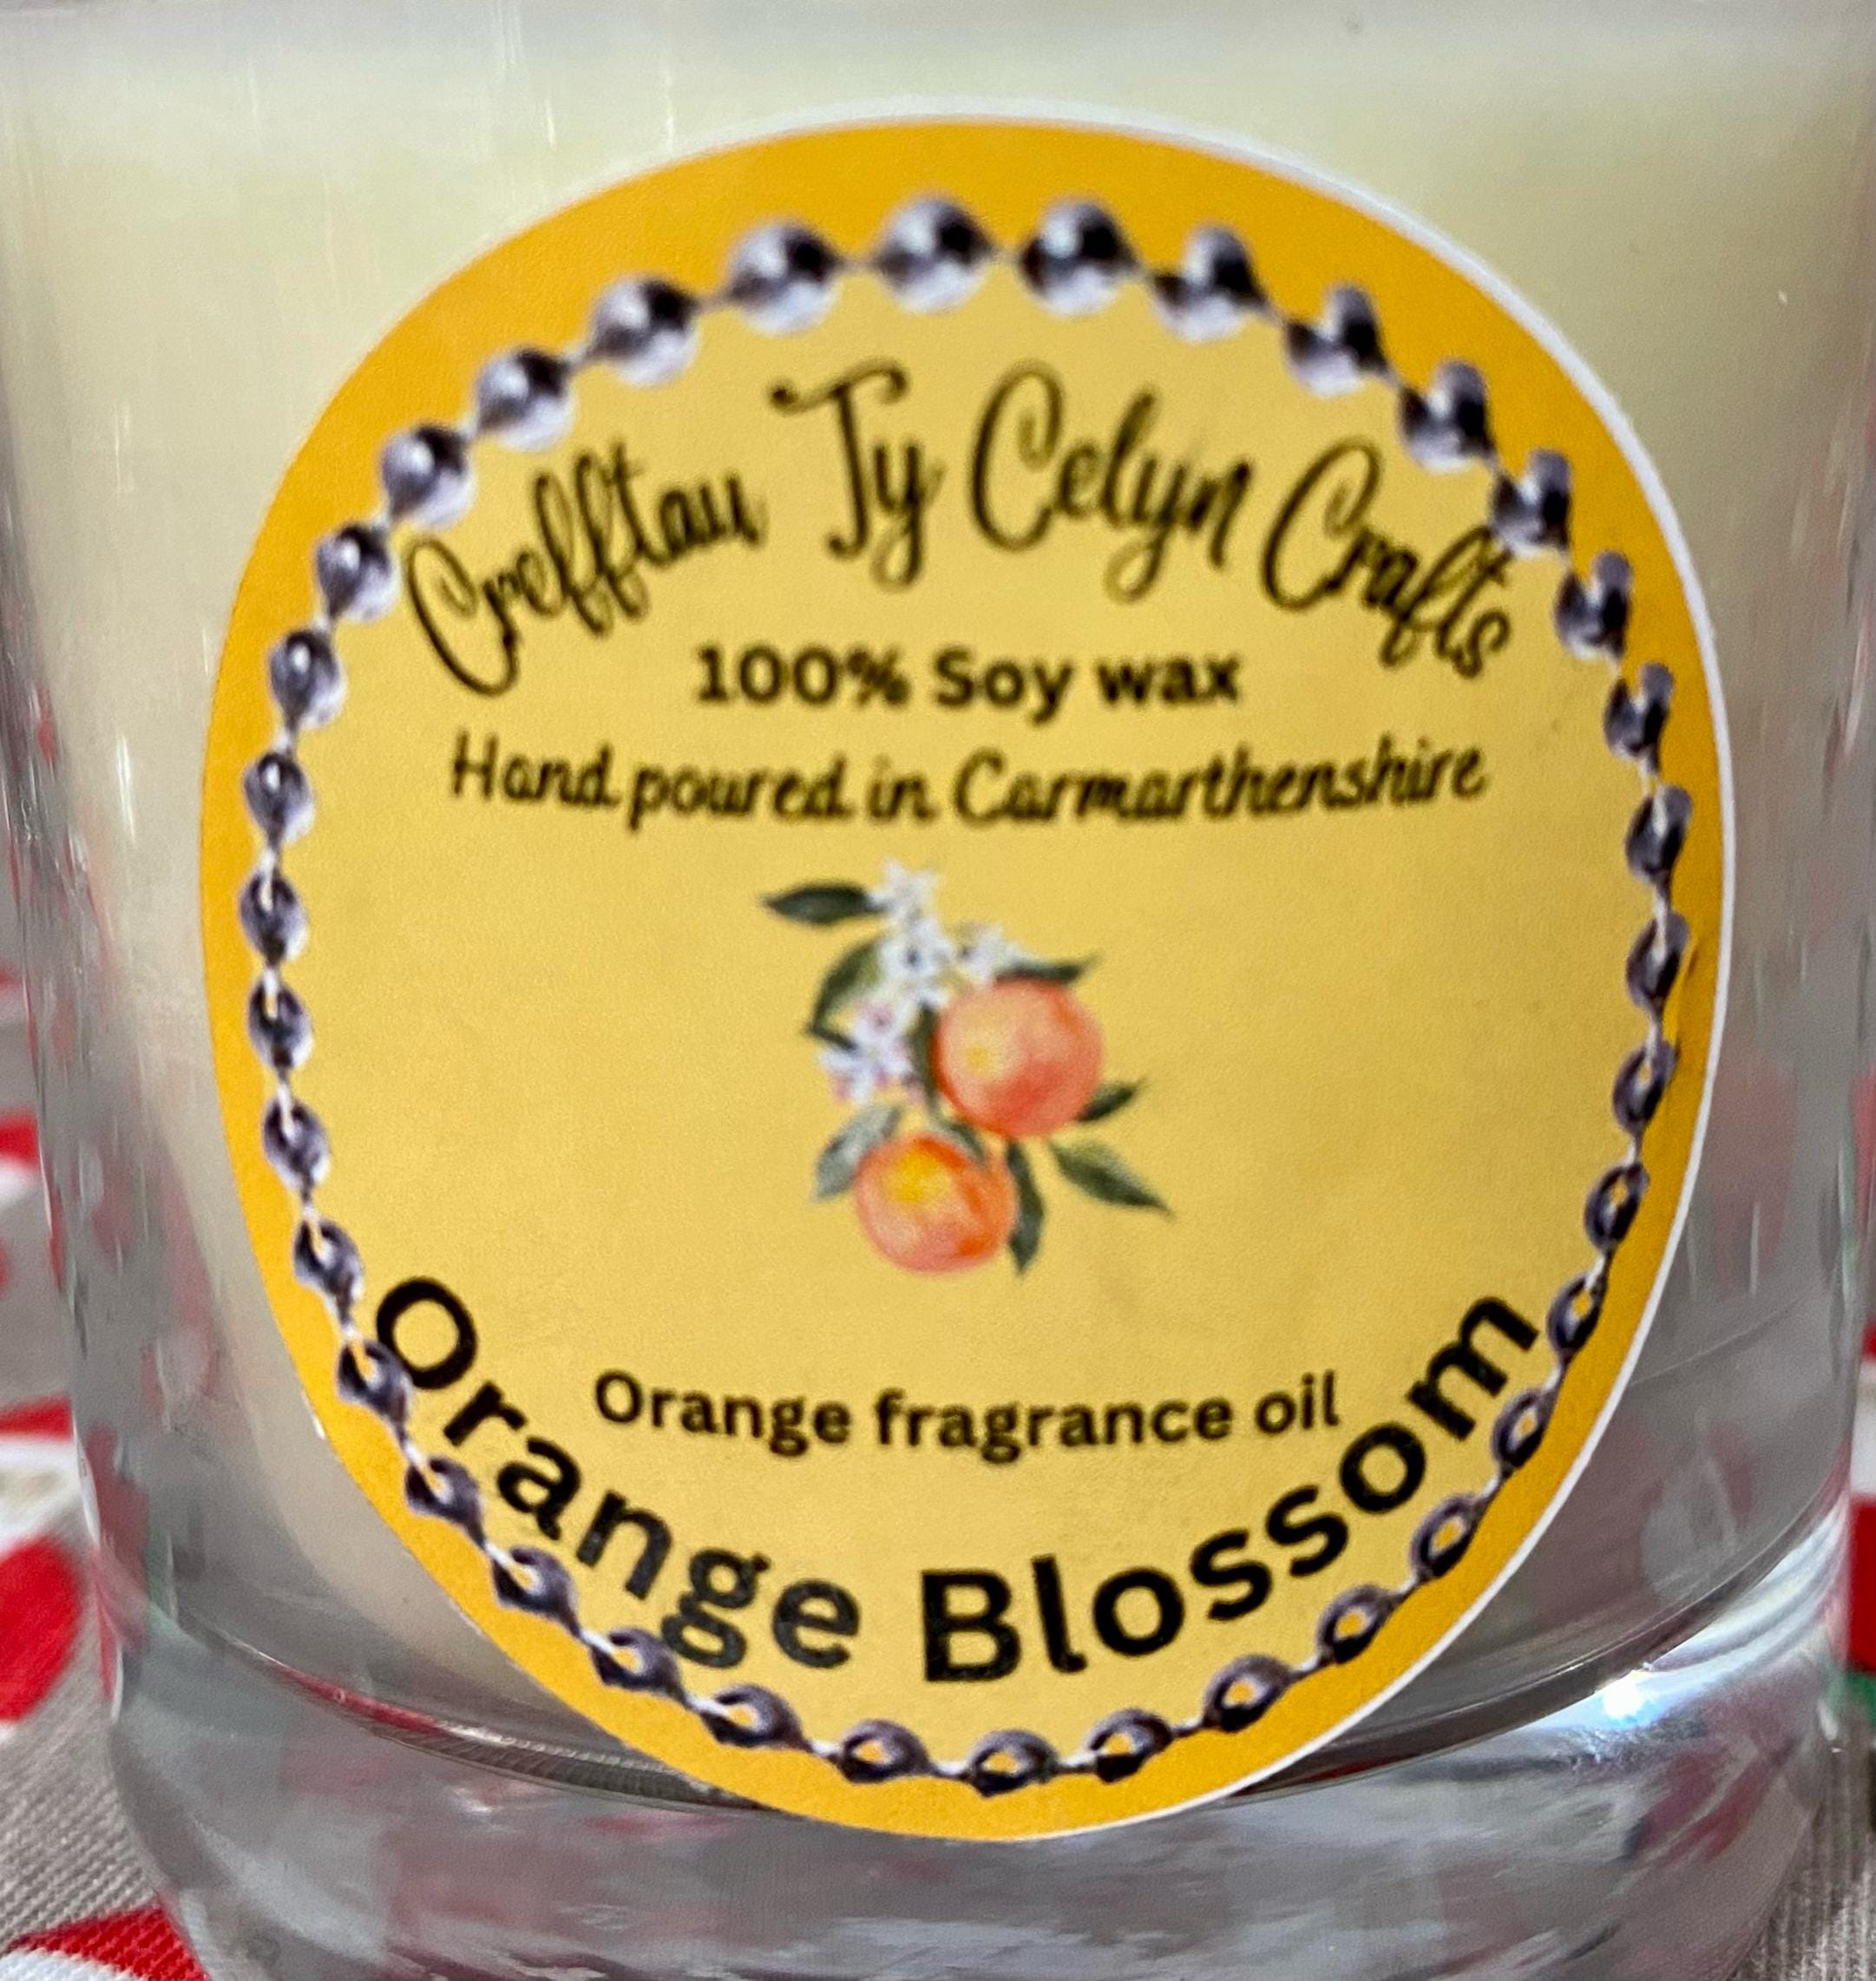 Crefftau Ty Celyn Crafts
100% Soy wax
Hand poured in Carmarthenshire
Orange fragrance oil
Orange Blossom